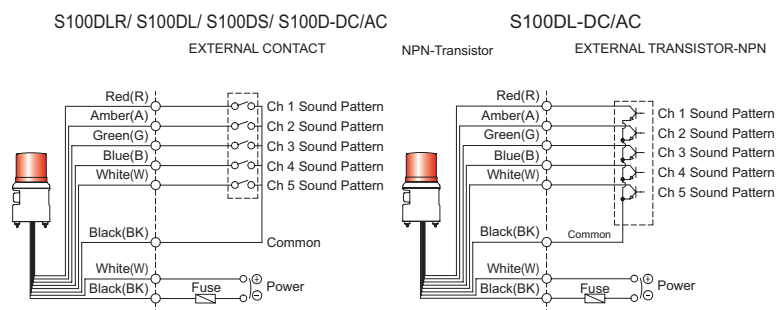 S100DLR/ S100DL/ S100DS/ S100D-DC/AC
EXTERNAL CONTACT
Red(R)
Amber(A)
Green(G)
Blue(B)
White(W)
Ch 1 Sound Pattern
Ch 2 Sound Pattern
Ch 3 Sound Pattern
Ch 4 Sound Pattern
Ch 5 Sound Pattern
Black(BK)
Common
White(W)
Black(BK)
Fuse
Power
S100DL-DC/AC
NPN-Transistor
EXTERNAL TRANSISTOR-NPN
Red(R)
Amber(A)
Green(G)
Blue(B)
White(W)
Ch 1 Sound Pattern
Ch 2 Sound Pattern
Ch 3 Sound Pattern
Ch 4 Sound Pattern
Ch 5 Sound Pattern
Black(BK)
Common
White(W)
Black(BK)
Fuse
Power